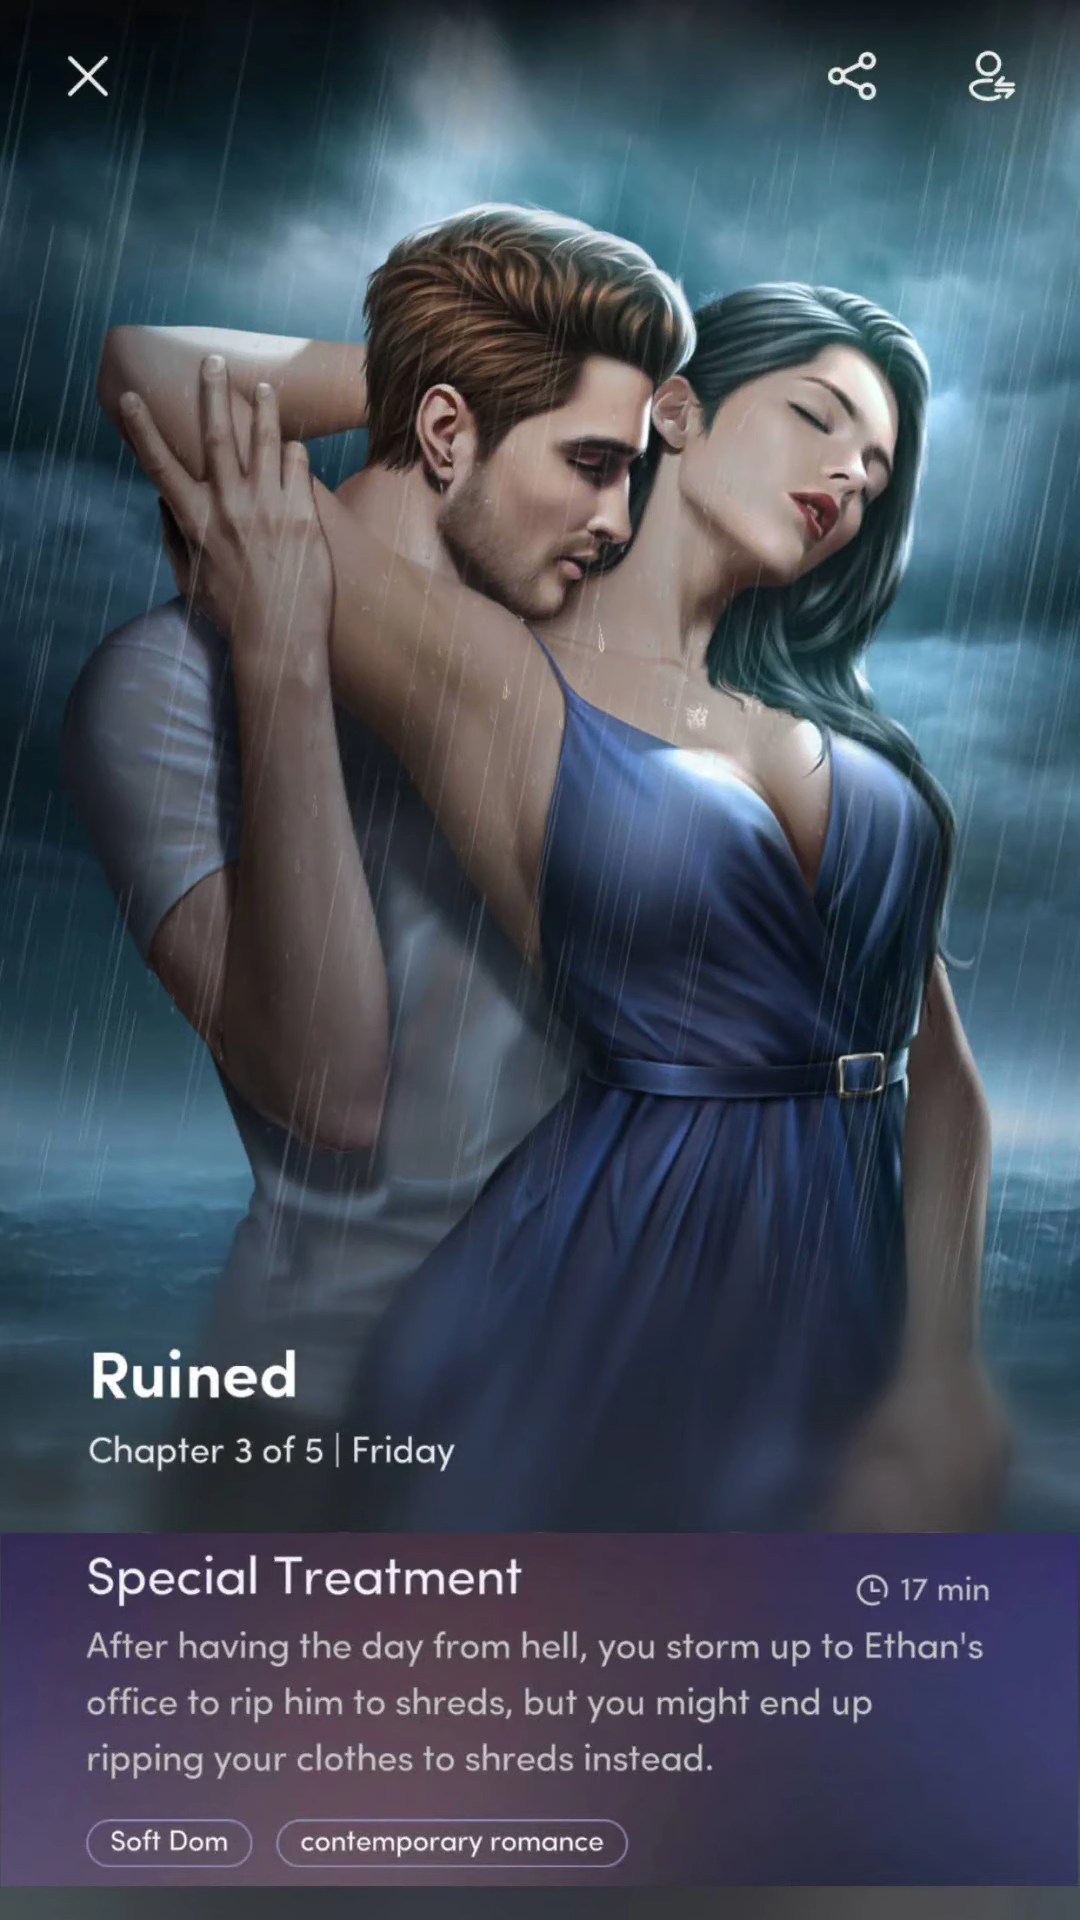 Ruined
Chapter 3 of 5 | Friday
Special Treatment
17 min
After having the day from hell, you storm up to Ethan's
office to rip him to shreds, but you might end up
ripping your clothes to shreds instead.
Soft Dom
contemporary romance